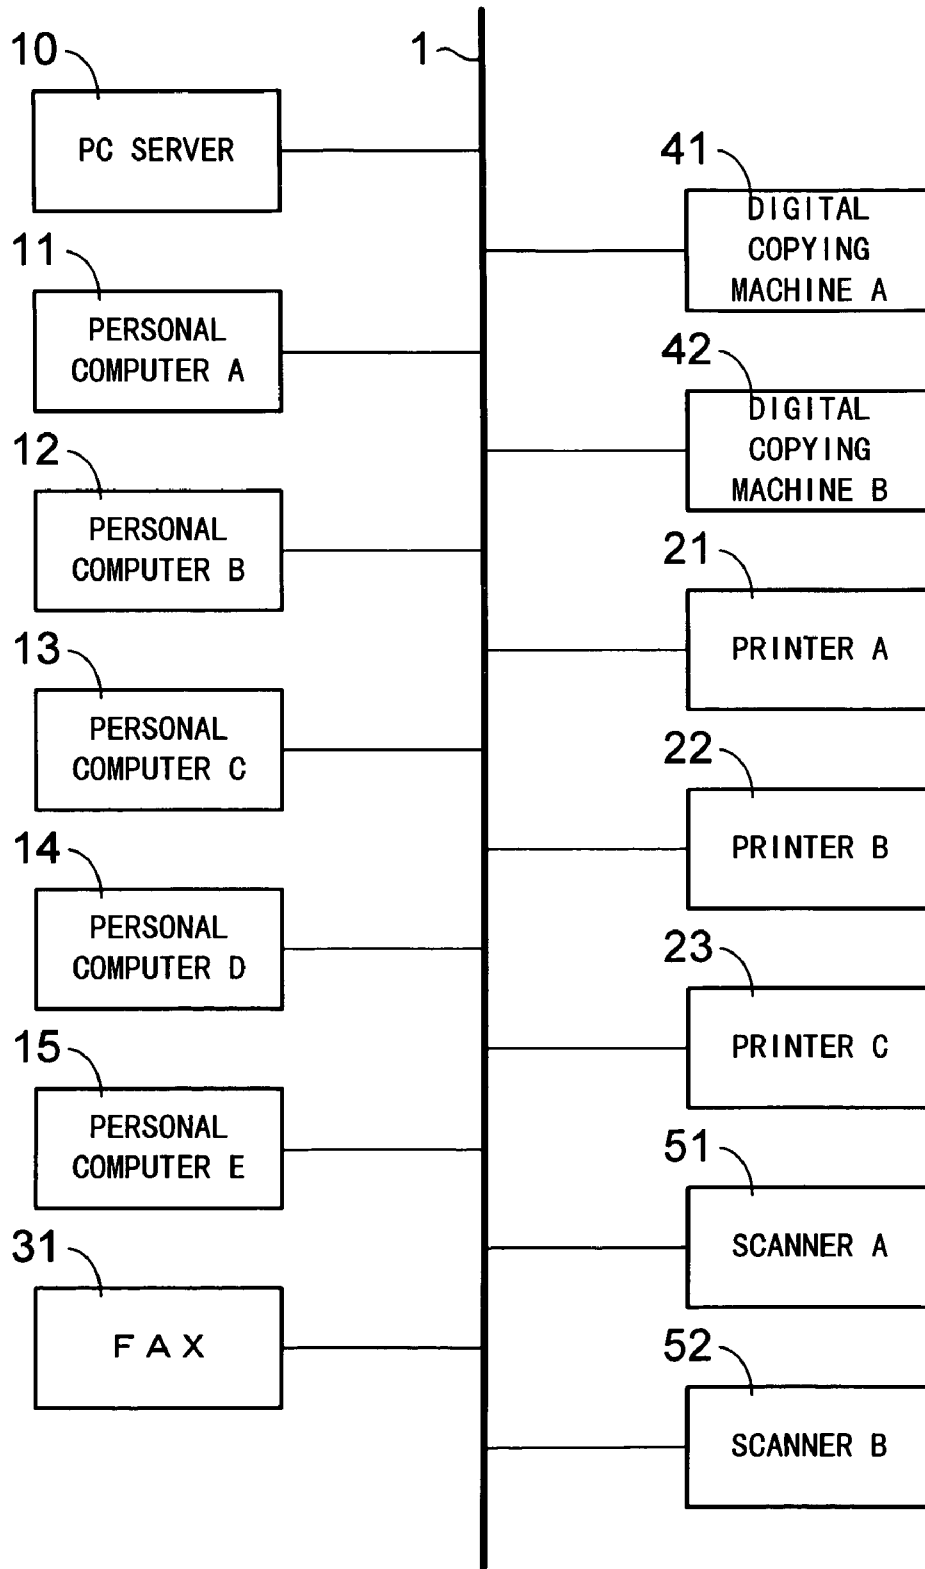 10
PC SERVER
11
PERSONAL
COMPUTER A
12
PERSONAL
COMPUTER B
13
PERSONAL
COMPUTER C
14
PERSONAL
COMPUTER D
15
PERSONAL
COMPUTER E
31
FAX
1
41
DIGITAL
COPYING
MACHINE A
42
DIGITAL
COPYING
MACHINE B
21
PRINTER A
22
PRINTER B
23
PRINTER C
51
SCANNER A
52
SCANNER B